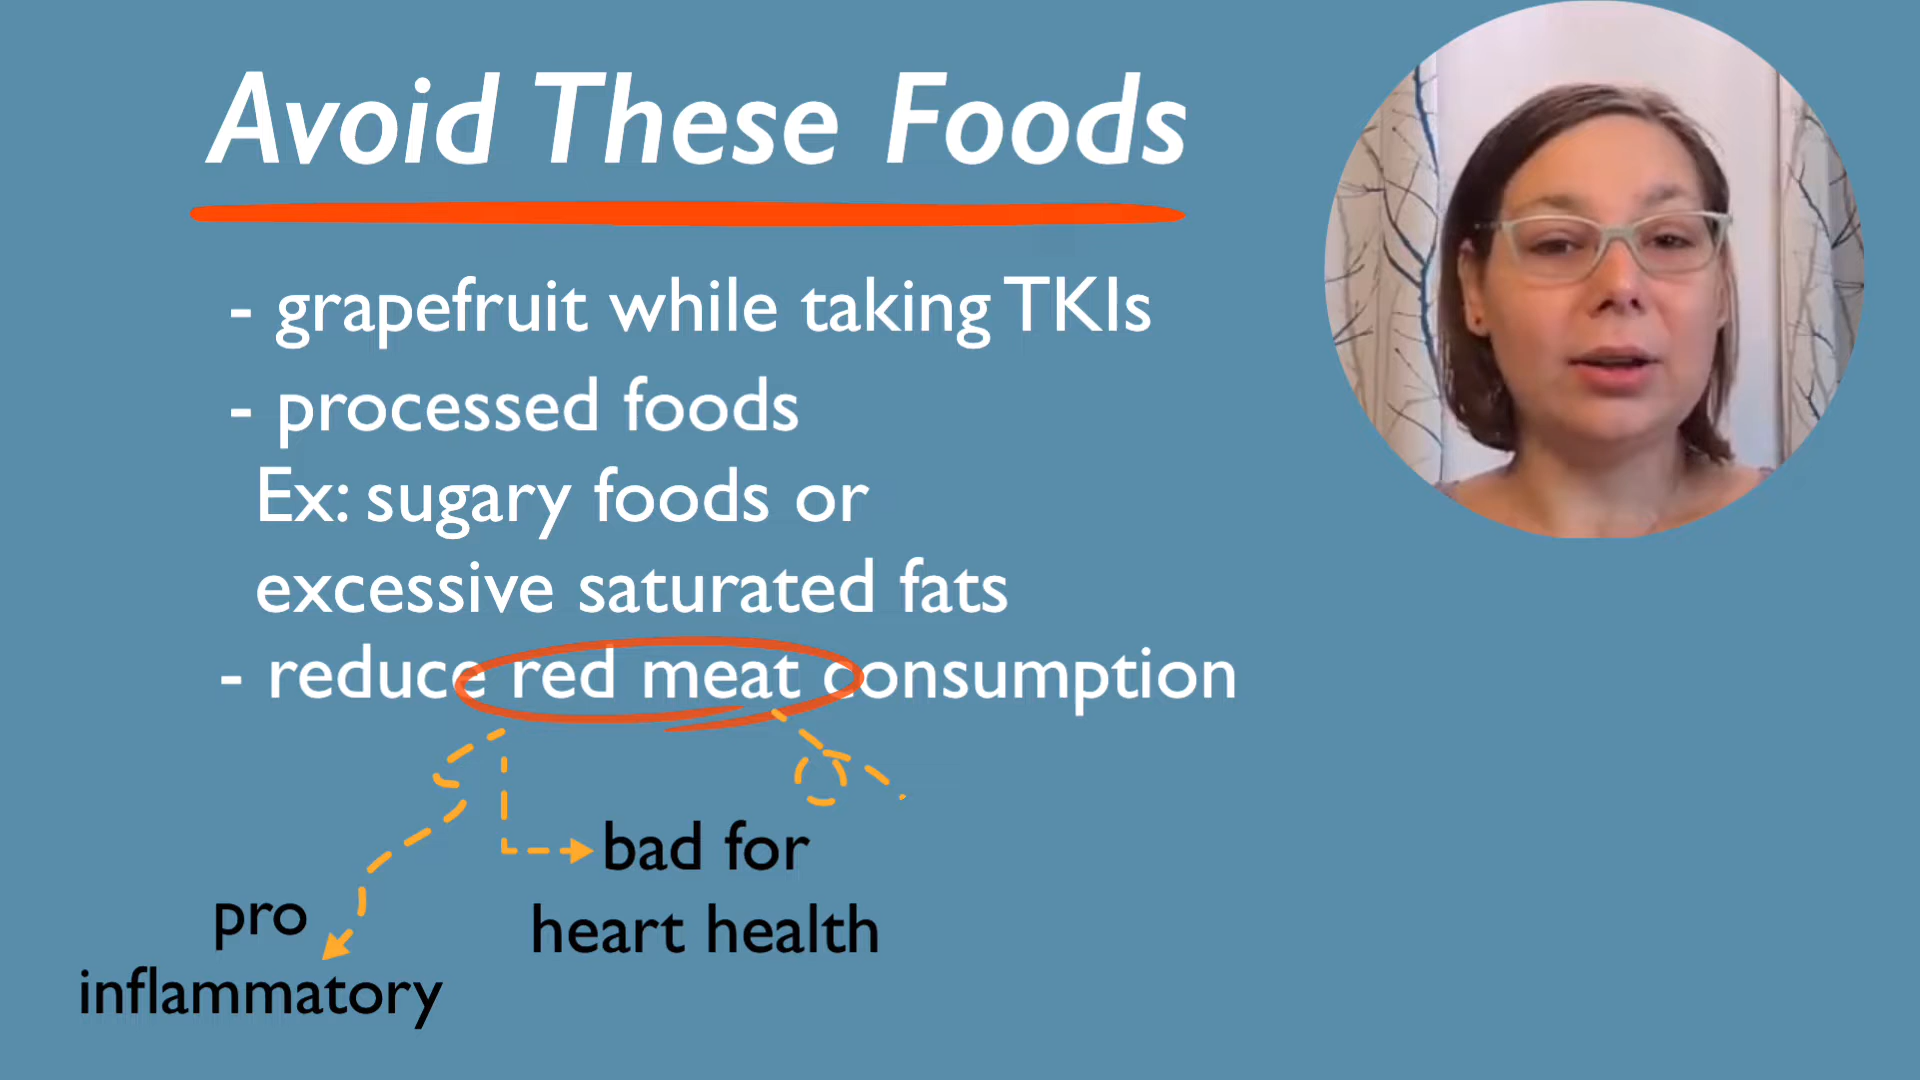 Avoid These Foods
- grapefruit while taking TKIs
- processed foods
Ex: sugary foods or
excessive saturated fats
- reduce red meat consumption
bad for
heart health
pro
inflammatory